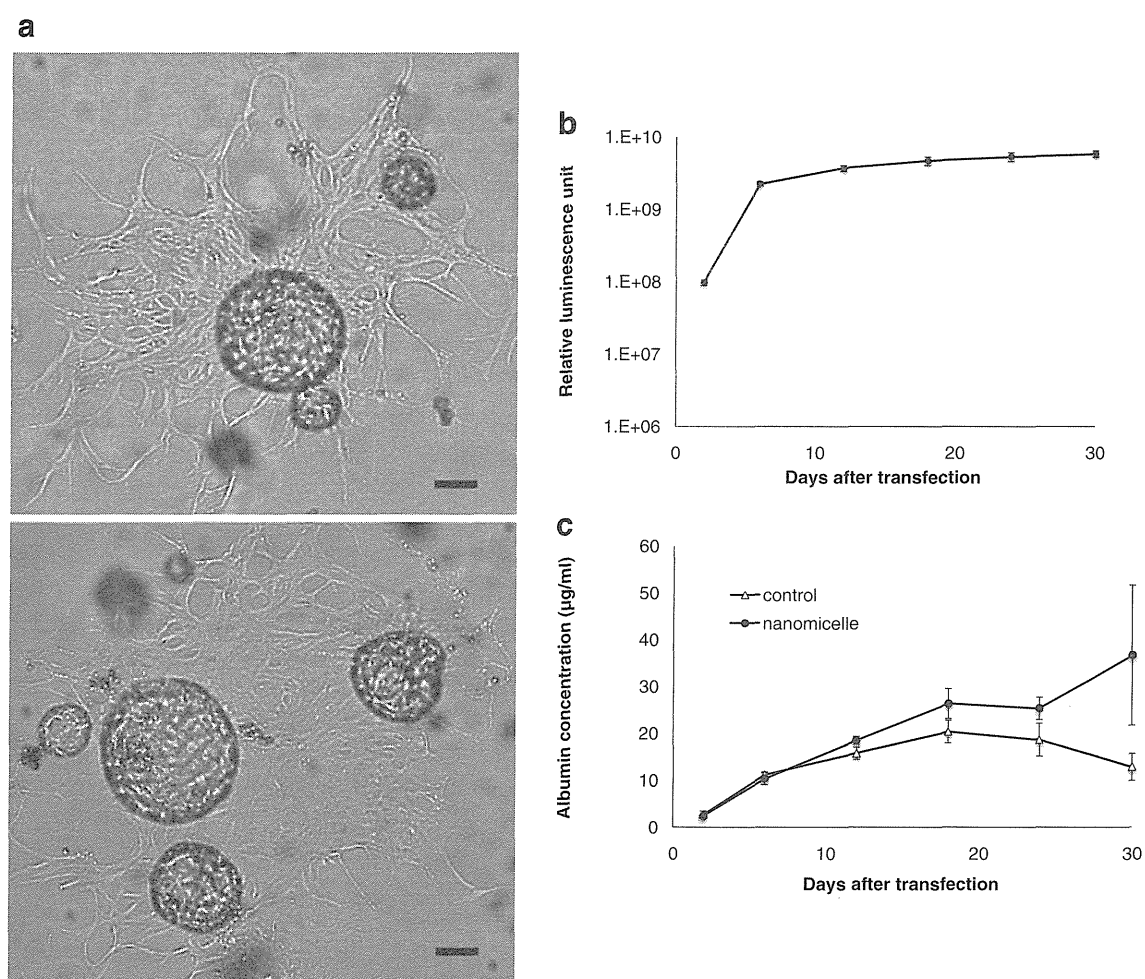 a
b
1.E+10
1.E+09
1.E+08
1.E+07
1.E+06
Relative luminescence unit
0 10 20 30
Days after transfection
c
60
50
40
30
20
10
0
Albumin concentration (µg/ml)
control
nanomicelle
0 10 20 30
Days after transfection